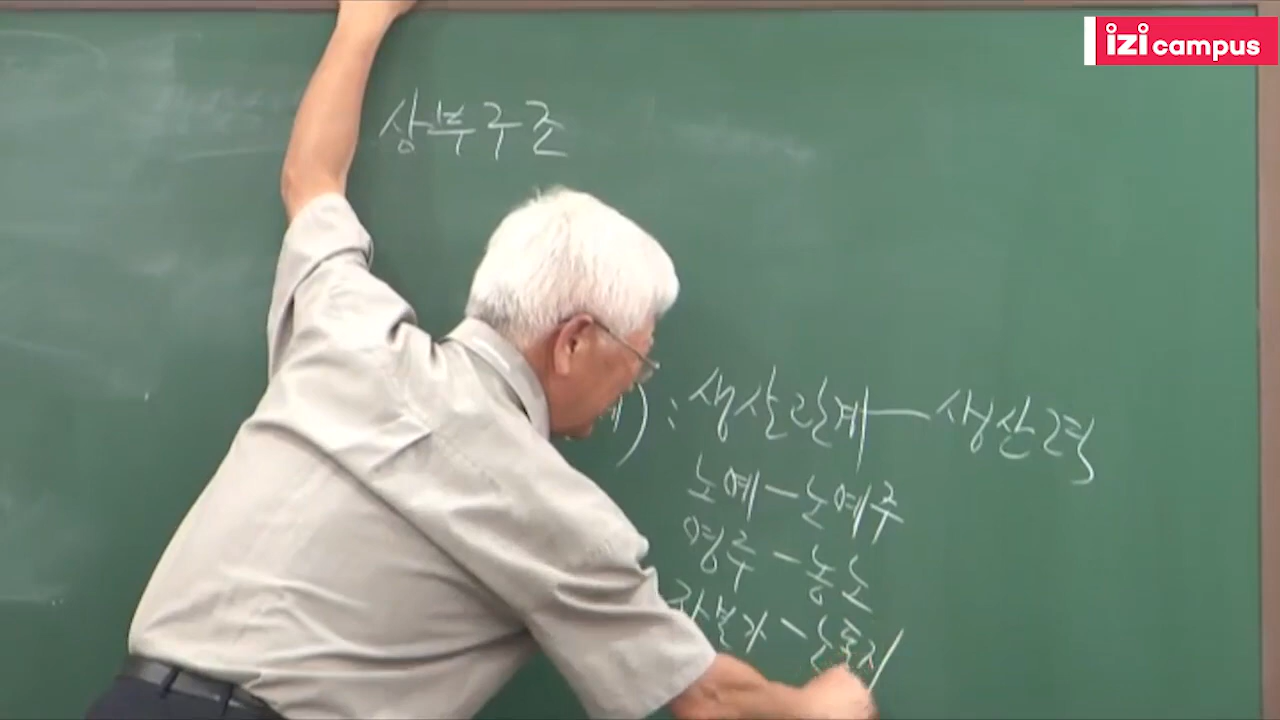 izi campus
상부구조
제) : 생산관계 — 생산력
노예 - 노예주
영주 - 농노
자본가 - 노동자